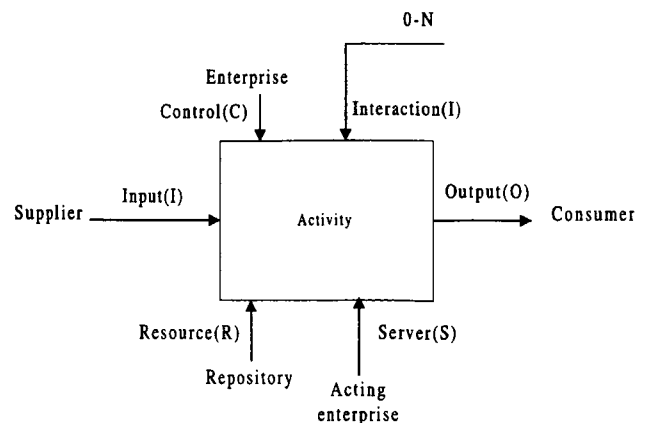 0-N
Enterprise
Control(C)
Interaction(I)
Input(I)
Output(O)
Supplier
Activity
Consumer
Resource(R)
Server(S)
Repository
Acting
enterprise